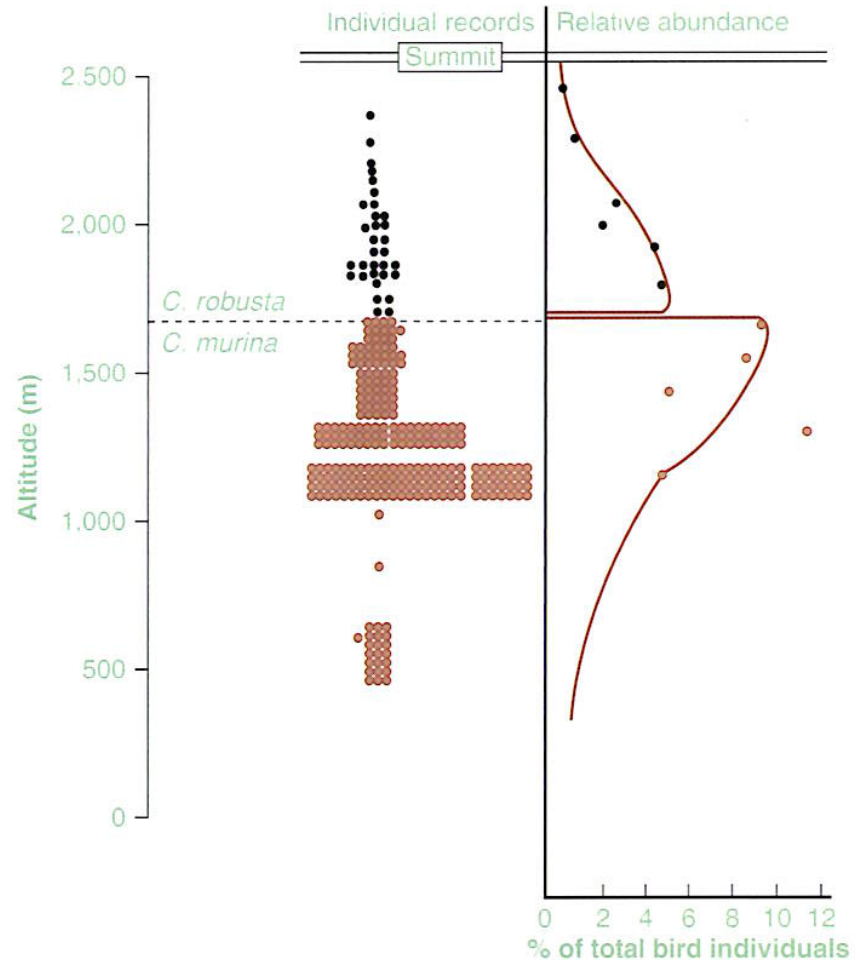 Individual records
Relative abundance
Summit
2.500
2.000
C. robusta
C. murina
1.500
1.000
500
0
Altitude (m)
0 2 4 6 8 10 12
% of total bird individuals